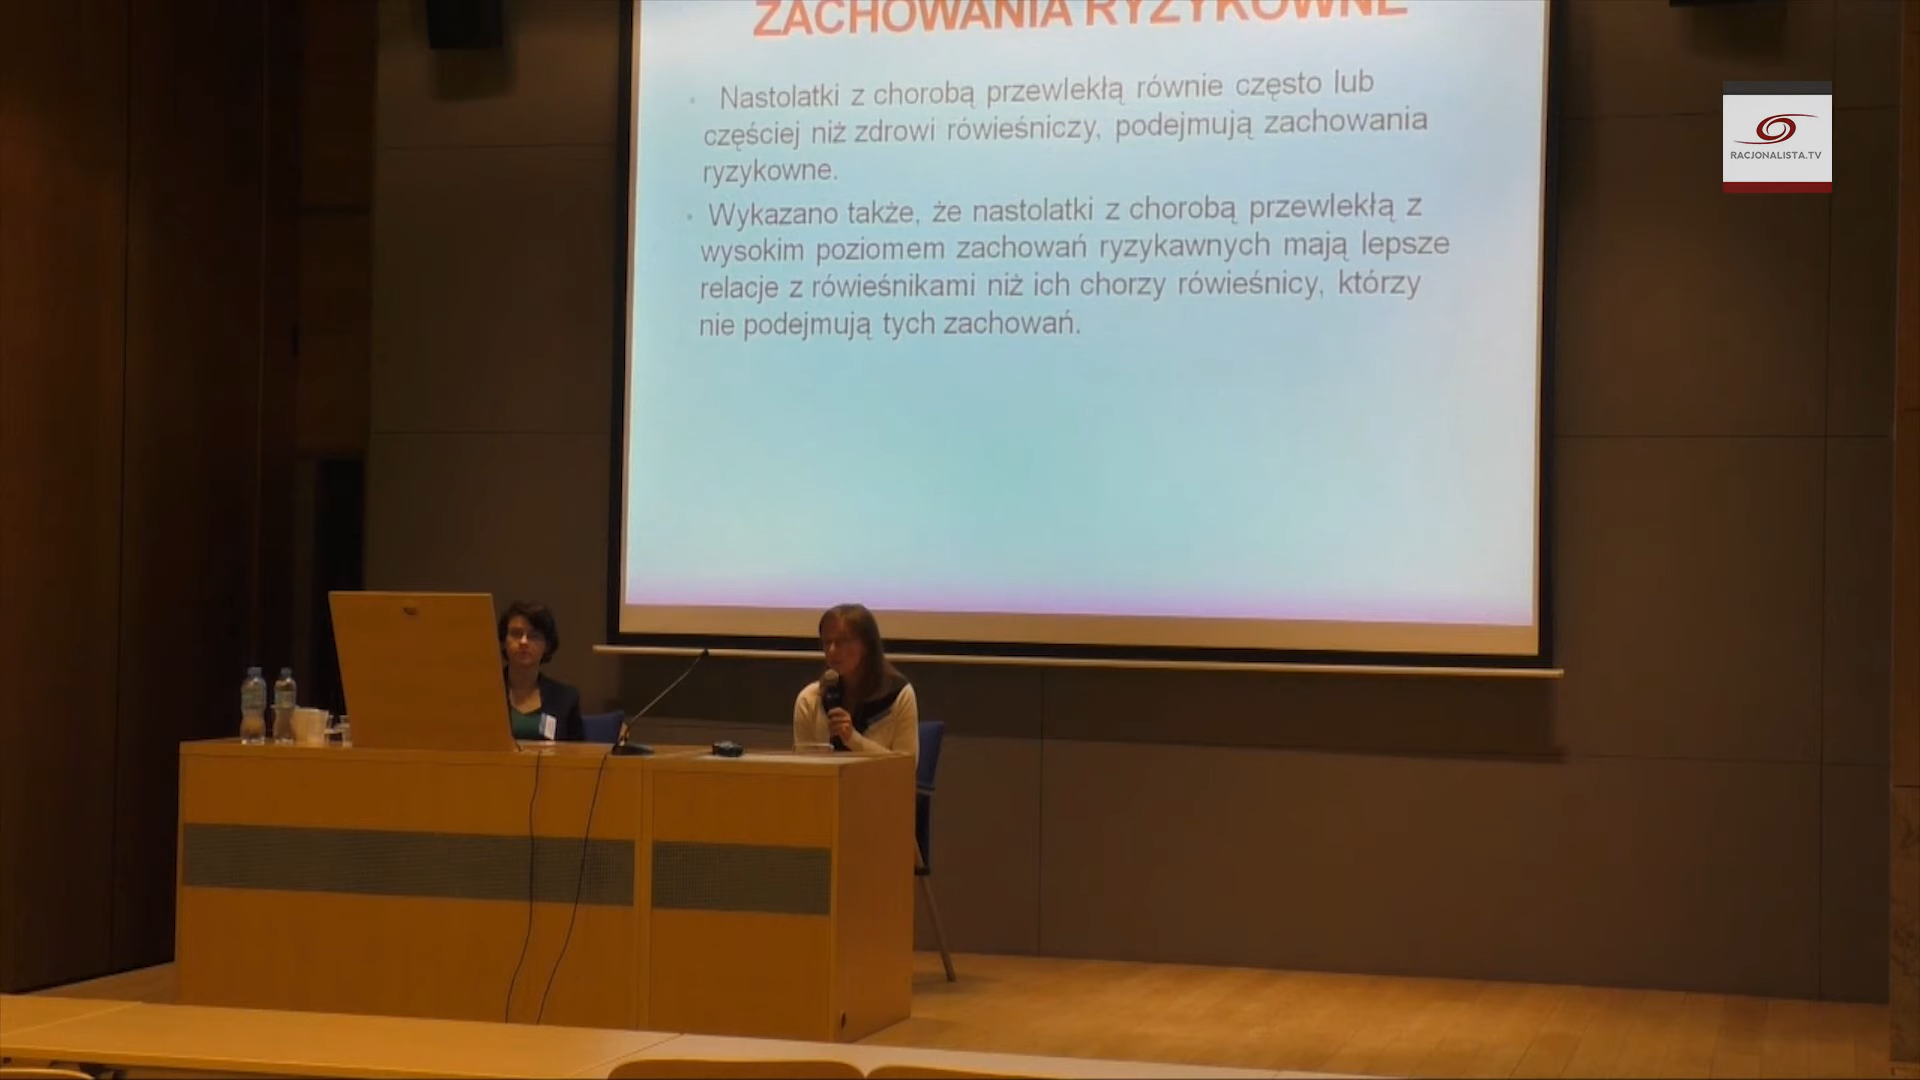 ZACHOWANIA RYZYKOWNE
Nastolatki z chorobą przewlekłą równie często lub
częściej niż zdrowi rówieśniczy, podejmują zachowania
ryzykowne.
Wykazano także, że nastolatki z chorobą przewlekłą z
wysokim poziomem zachowań ryzykawnych mają lepsze
relacje z rówieśnikami niż ich chorzy rówieśnicy, którzy
nie podejmują tych zachowań.
RACJONALISTA.TV